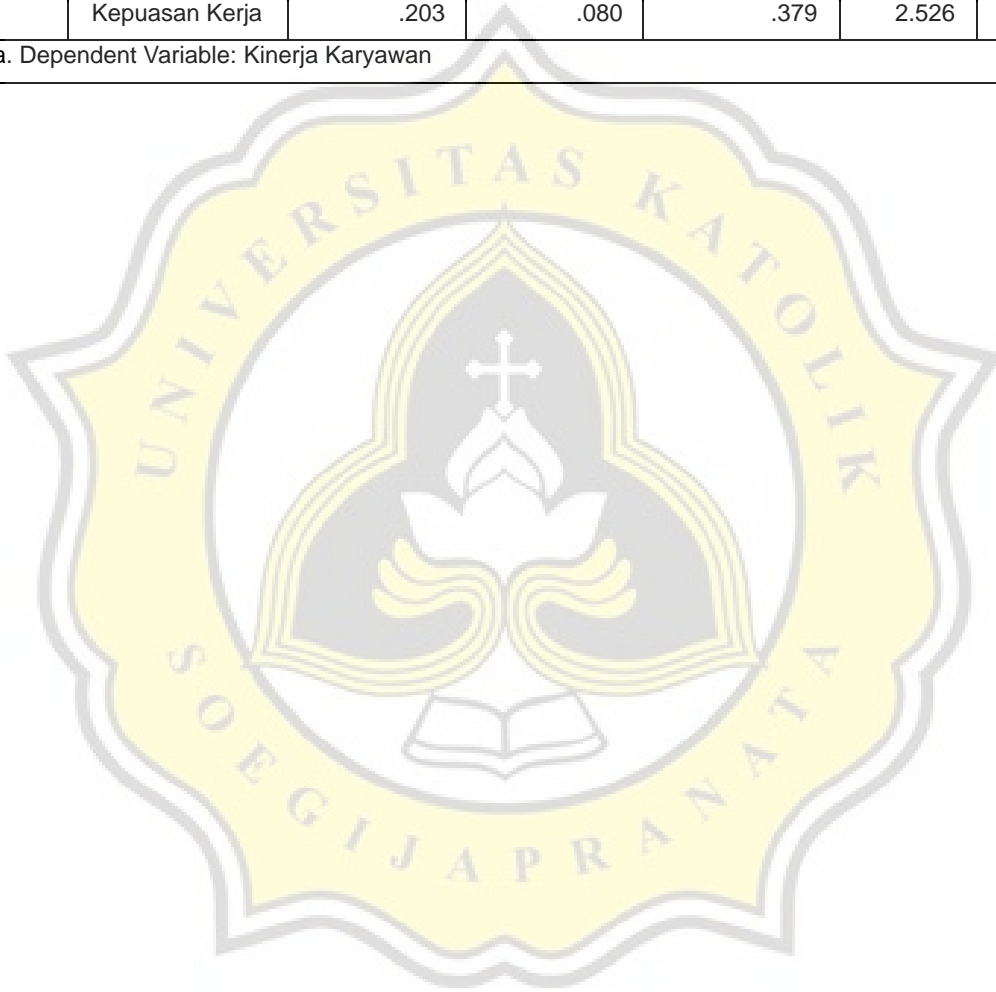 Kepuasan Kerja .203 .080 .379 2.526
a. Dependent Variable: Kinerja Karyawan
UNIVERSITAS KATOLIK
SOEGIJAPRANATA